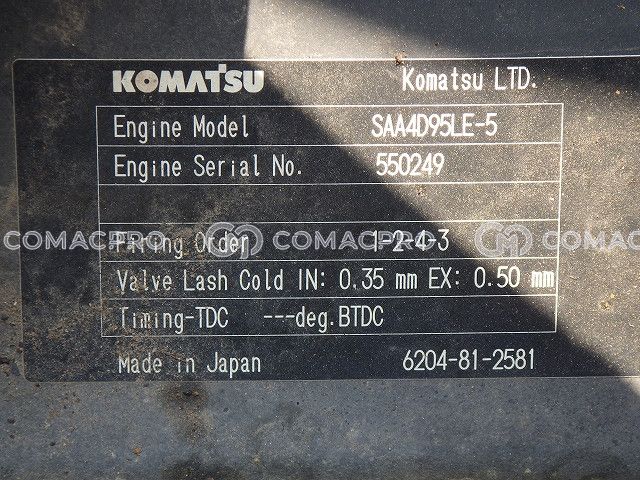 KOMATSU Komatsu LTD.
Engine Model SAA4D95LE-5
Engine Serial No. 550249
COMACPRO COMACPRO COMACPRO
Firing Order 1-2-4-3
Valve Lash Cold IN: 0.35 mm EX: 0.50 mm
Timing-TDC ---deg.BTDC
Made in Japan 6204-81-2581